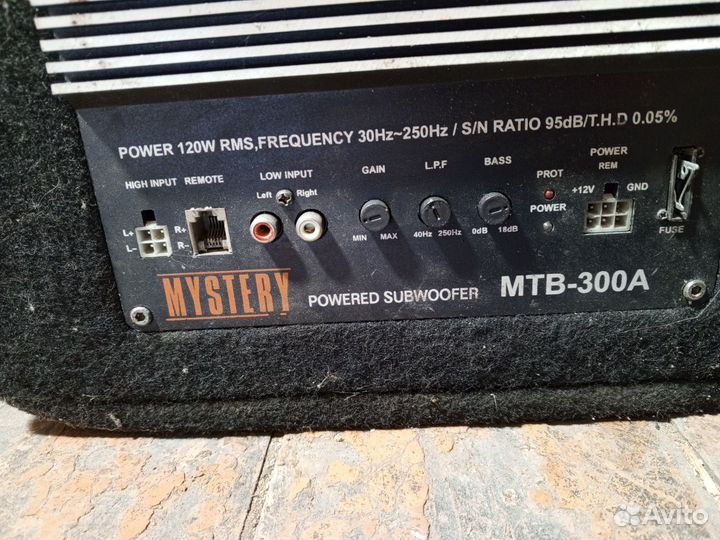 POWER 120W RMS,FREQUENCY 30Hz~250Hz / S/N RATIO 95dB/T.H.D 0.05%
HIGH INPUT REMOTE LOW INPUT GAIN L.P.F BASS PROT POWER
REM
Left Right
+12V GND
POWER
L+ R+
L- R-
MIN MAX 40Hz 250Hz 0dB 18dB
FUSE
MYSTERY POWERED SUBWOOFER MTB-300A
Avito